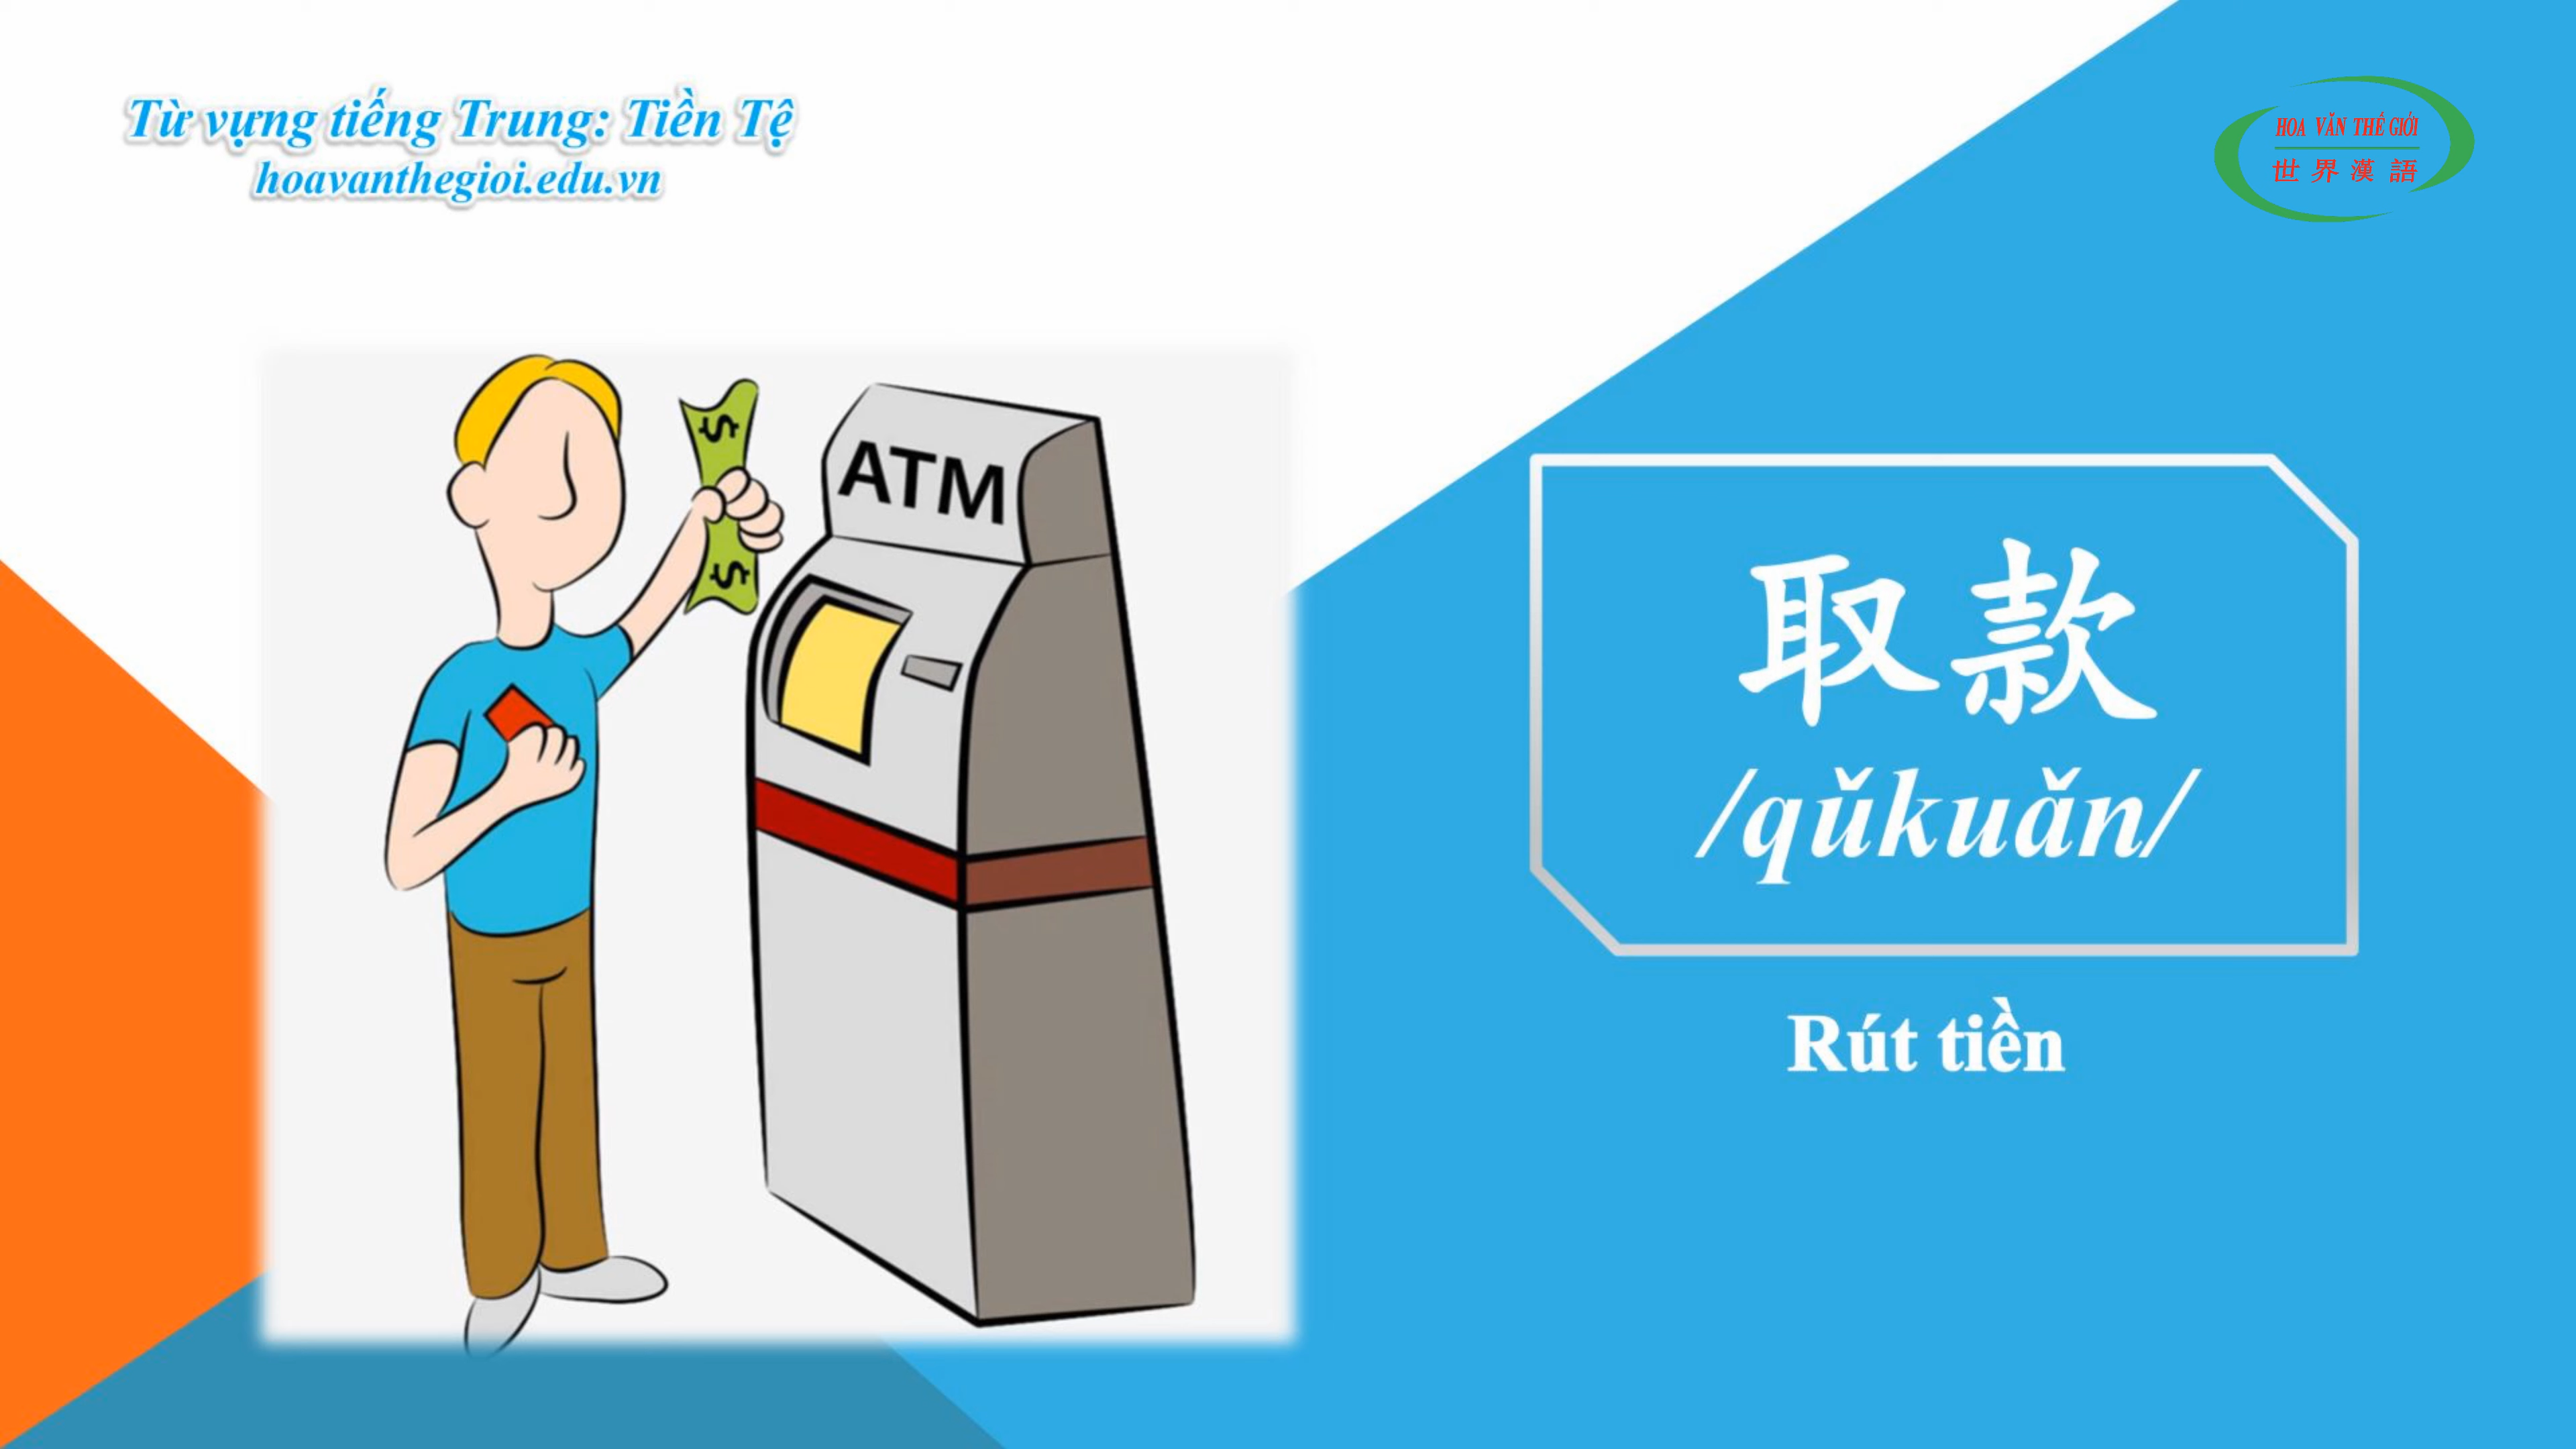 Từ vựng tiếng Trung: Tiền Tệ
hoavanthegioi.edu.vn
HOA VĂN THẾ GIỚI
世界漢語
$
ATM
$
取款
/qǔkuǎn/
Rút tiền